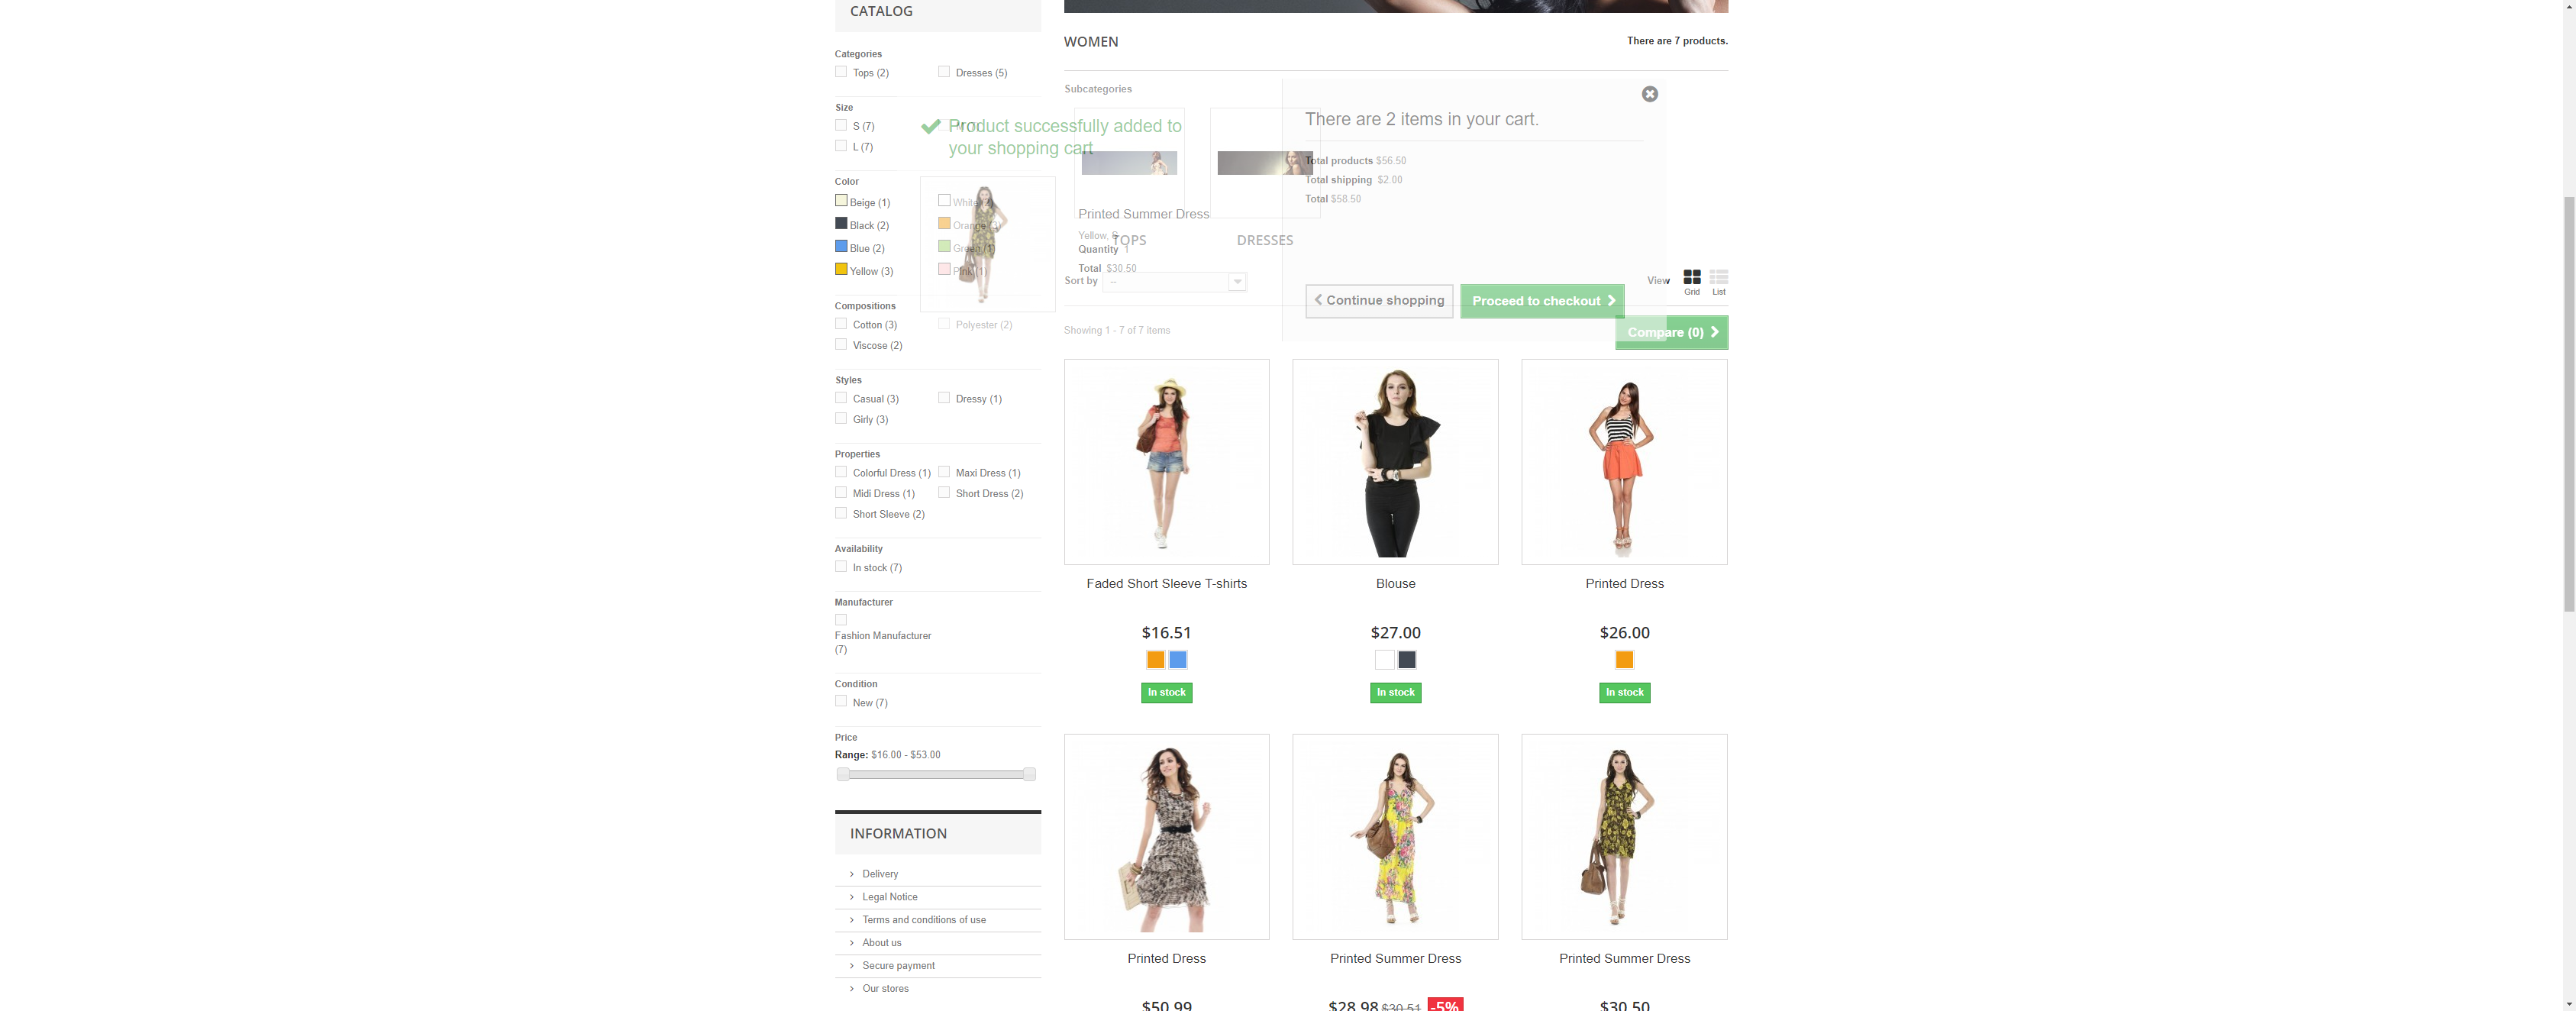 CATALOG
Categories
Tops (2)
Dresses (5)
Size
S (7)
L (7)
Color
Beige (1)
White (2)
Black (2)
Orange (3)
Blue (2)
Green (1)
Yellow (3)
Pink (1)
Compositions
Cotton (3)
Polyester (2)
Viscose (2)
Styles
Casual (3)
Dressy (1)
Girly (3)
Properties
Colorful Dress (1)
Maxi Dress (1)
Midi Dress (1)
Short Dress (2)
Short Sleeve (2)
Availability
In stock (7)
Manufacturer
Fashion Manufacturer
(7)
Condition
New (7)
Price
Range: $16.00 - $53.00
INFORMATION
Delivery
Legal Notice
Terms and conditions of use
About us
Secure payment
Our stores
WOMEN
There are 7 products.
Subcategories
TOPS
DRESSES
Product successfully added to
your shopping cart
Printed Summer Dress
Yellow, S
Quantity 1
Total $30.50
There are 2 items in your cart.
Total products $56.50
Total shipping $2.00
Total $58.50
Continue shopping
Proceed to checkout
Sort by --
View
Grid
List
Showing 1 - 7 of 7 items
Compare (0)
Faded Short Sleeve T-shirts
$16.51
In stock
Blouse
$27.00
In stock
Printed Dress
$26.00
In stock
Printed Dress
$50.99
Printed Summer Dress
$28.98 $30.51 -5%
Printed Summer Dress
$30.50